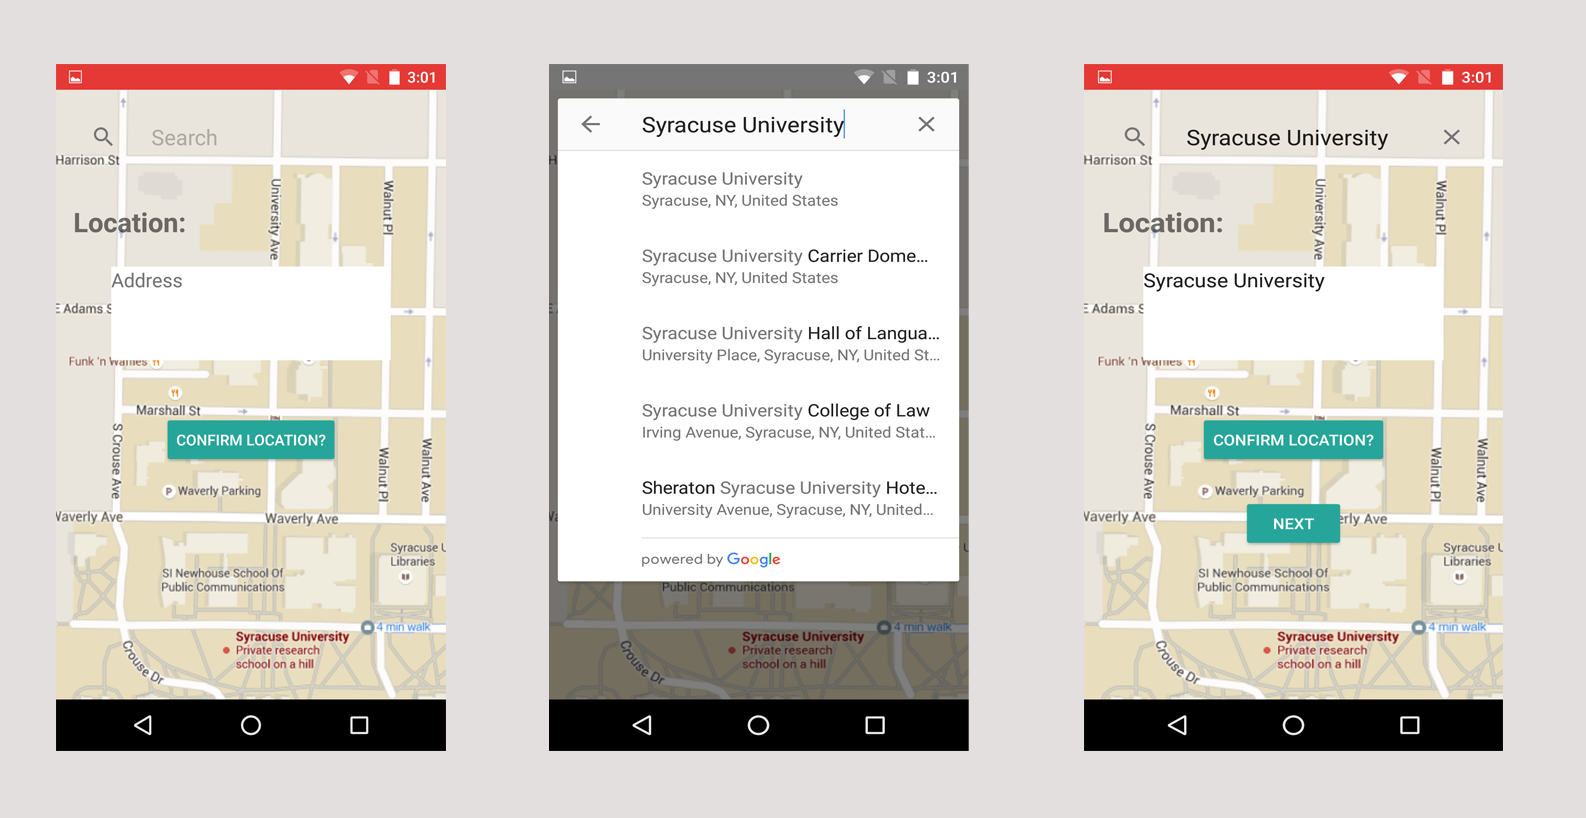 3:01
Search
Harrison St
University Ave
Walnut Pl
Location:
Address
E Adams S
Funk 'n Waffles
Marshall St
CONFIRM LOCATION?
S Crouse Ave
Walnut Pl
Walnut Ave
P Waverly Parking
Waverly Ave
Waverly Ave
Syracuse U
Libraries
SI Newhouse School Of
Public Communications
4 min walk
Syracuse University
Private research
school on a hill
Crouse Dr
3:01
Syracuse University
Syracuse University
Syracuse, NY, United States
Syracuse University Carrier Dome...
Syracuse, NY, United States
Syracuse University Hall of Langua...
University Place, Syracuse, NY, United St...
Syracuse University College of Law
Irving Avenue, Syracuse, NY, United Stat...
Sheraton Syracuse University Hote...
University Avenue, Syracuse, NY, United...
powered by Google
Public Communications
4 min walk
Syracuse University
Private research
school on a hill
Crouse Dr
3:01
Syracuse University
Harrison St
University Ave
Walnut Pl
Location:
Syracuse University
E Adams S
Funk 'n Waffles
Marshall St
CONFIRM LOCATION?
S Crouse Ave
Walnut Pl
Walnut Ave
P Waverly Parking
Waverly Ave
NEXT
erly Ave
Syracuse U
Libraries
SI Newhouse School Of
Public Communications
4 min walk
Syracuse University
Private research
school on a hill
Crouse Dr